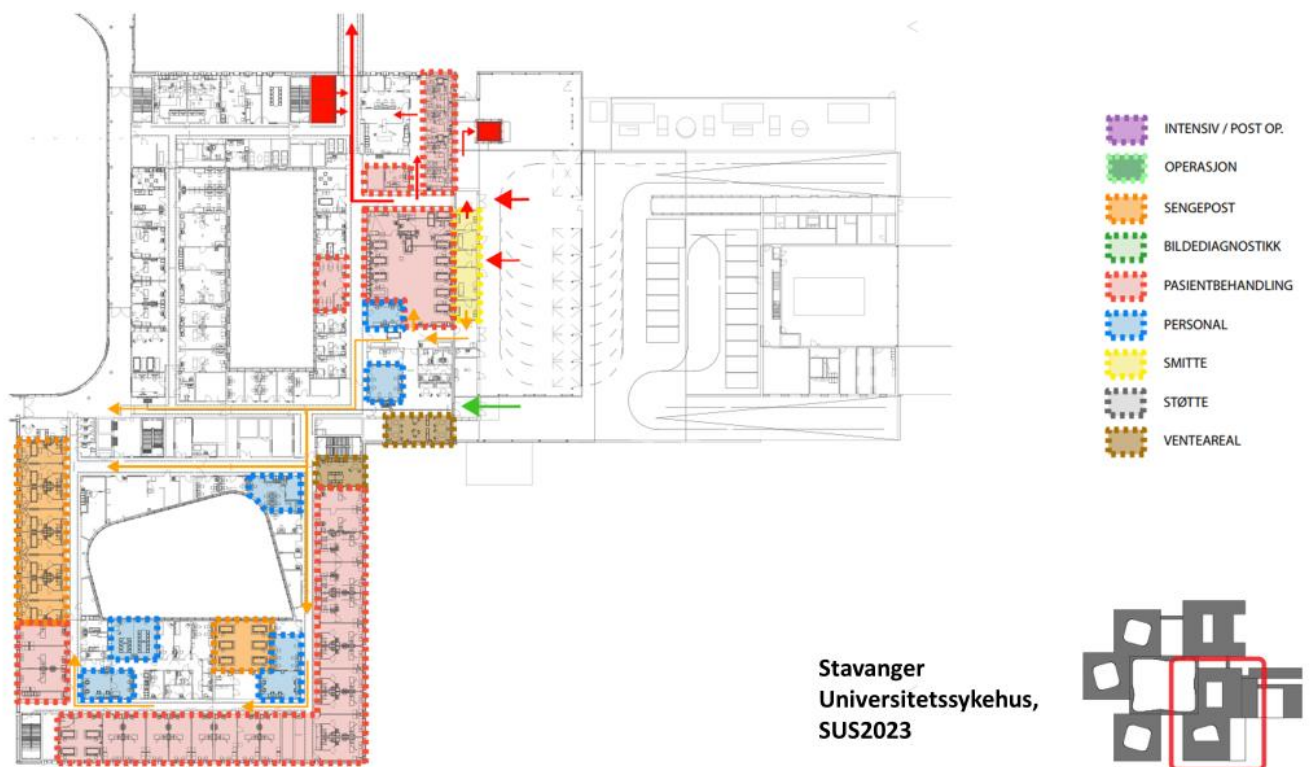 INTENSIV / POST OP.
OPERASJON
SENGEPOST
BILDEDIAGNOSTIKK
PASIENTBEHANDLING
PERSONAL
SMITTE
STØTTE
VENTEAREAL
Stavanger
Universitetssykehus,
SUS2023